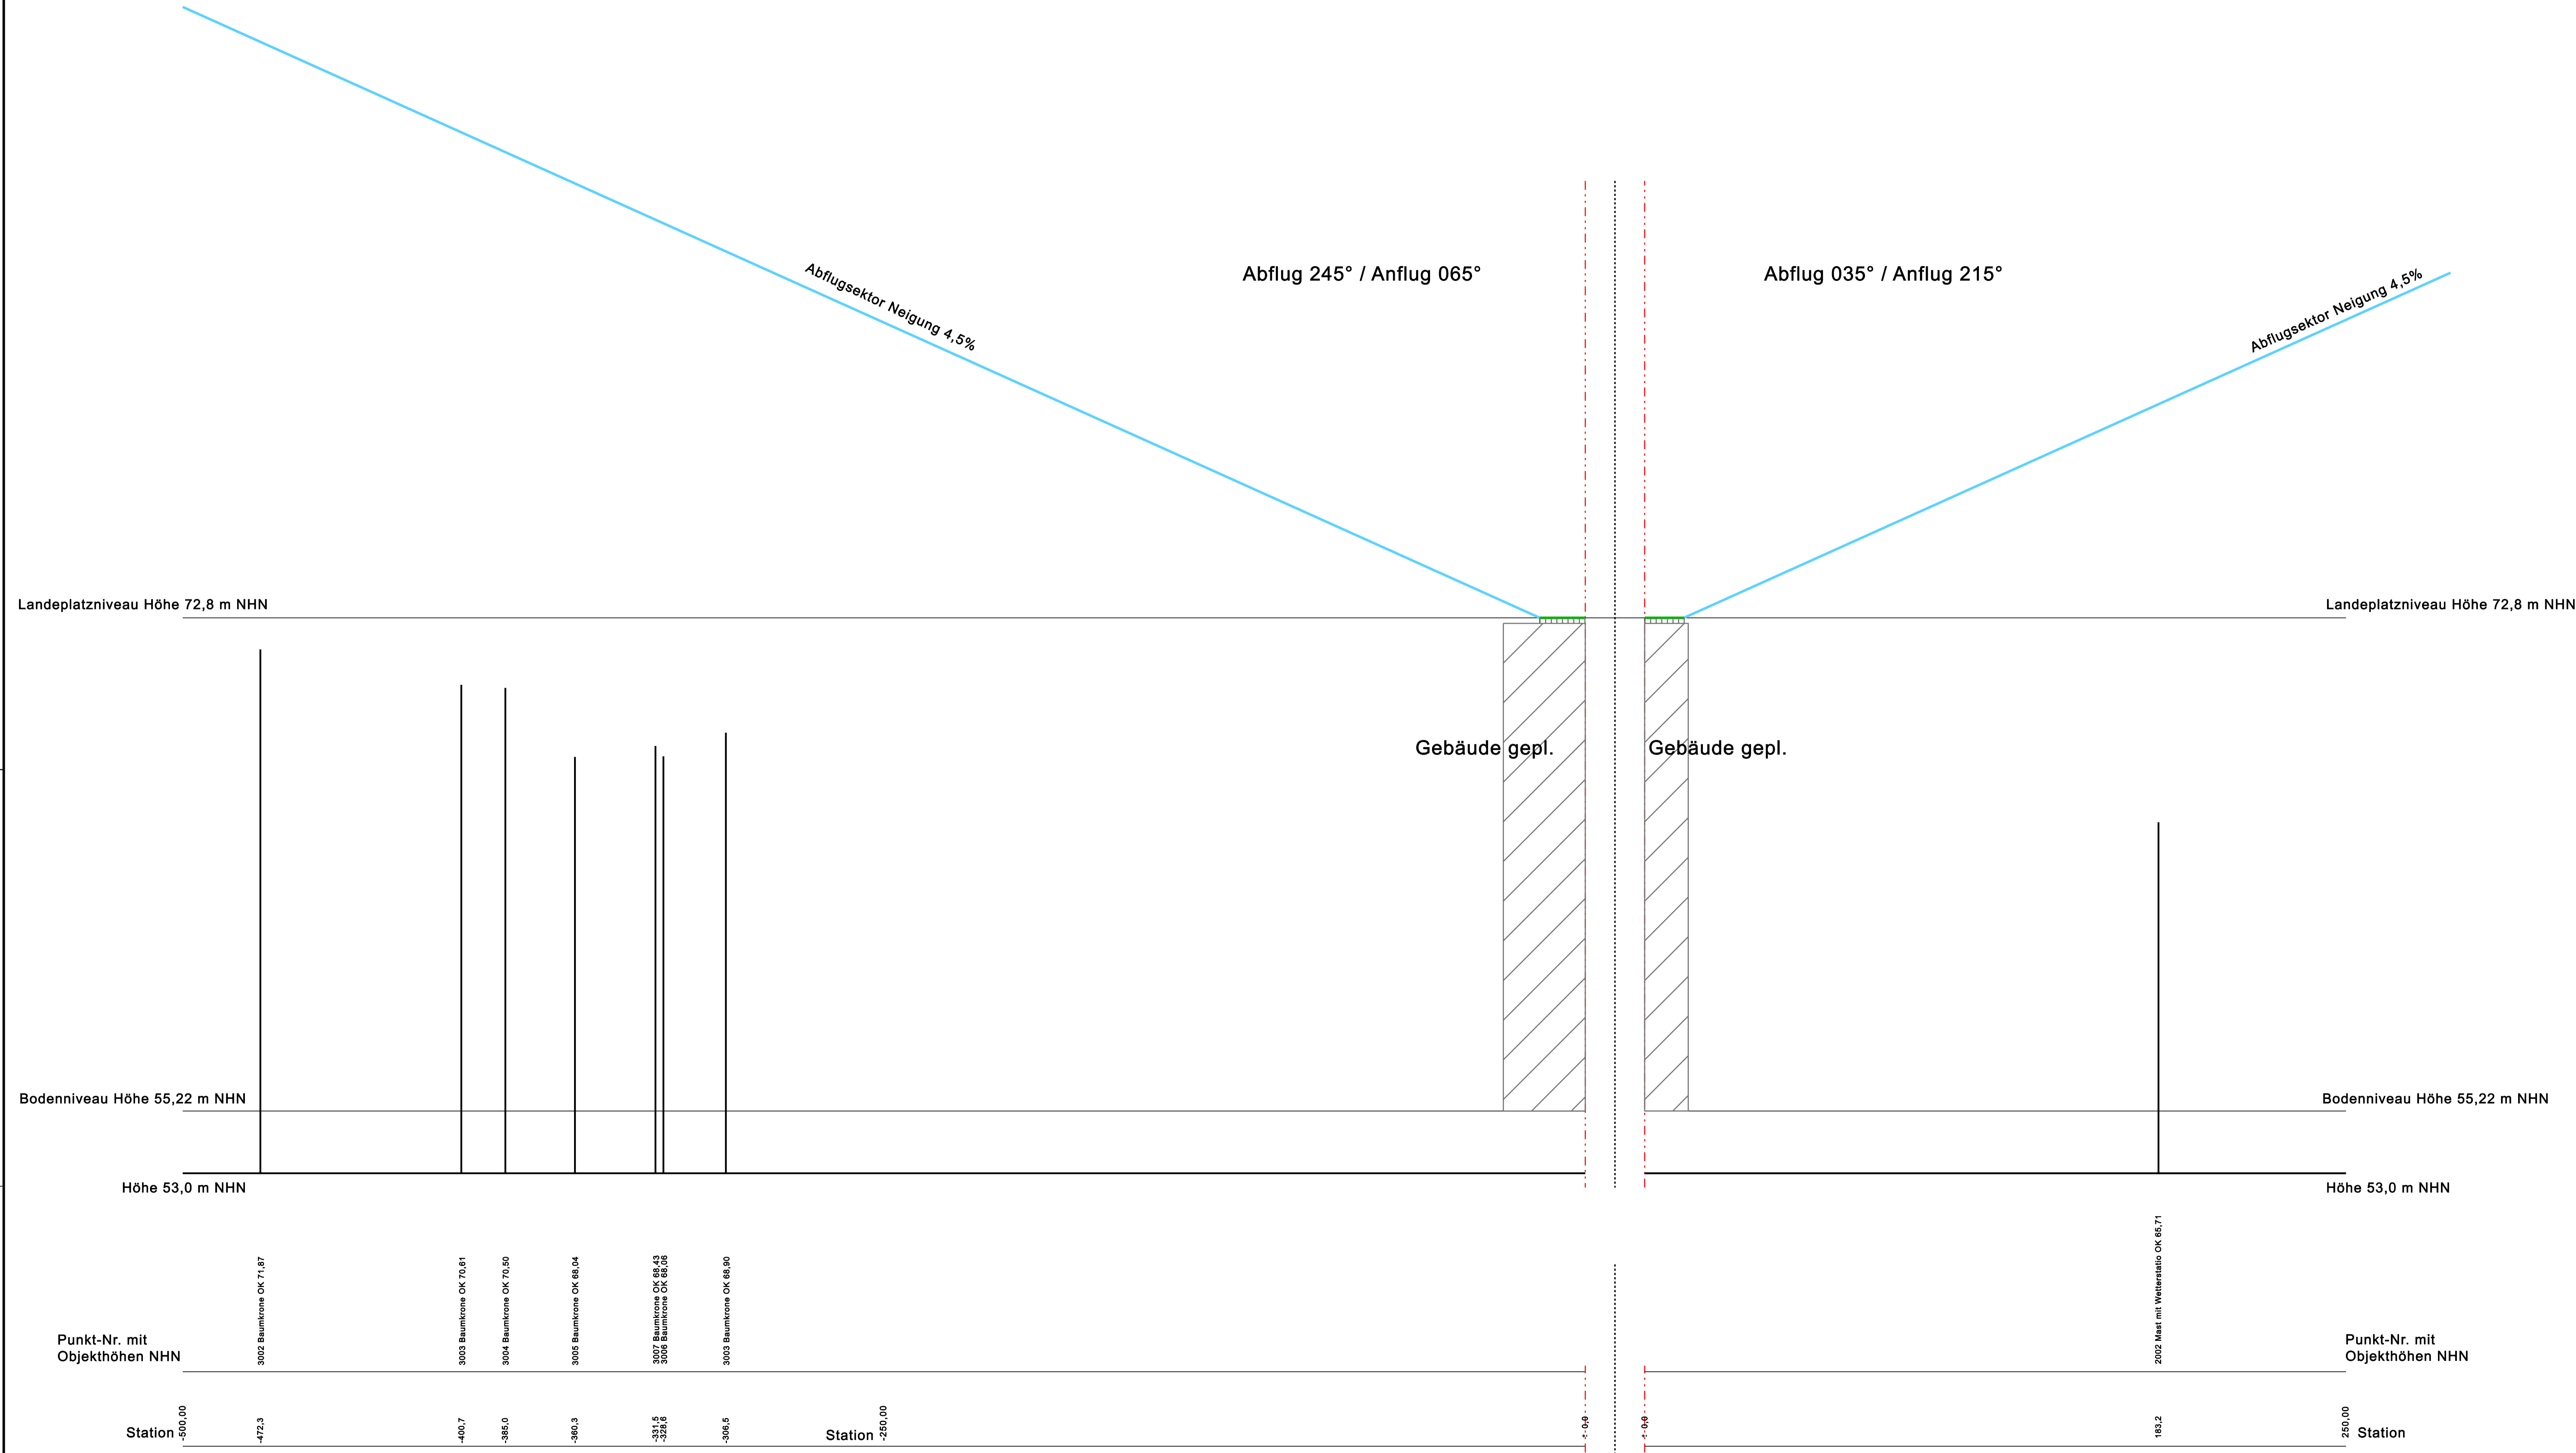 Abflugsektor Neigung 4,5%
Abflug 245° / Anflug 065°
Abflug 035° / Anflug 215°
Abflugsektor Neigung 4,5%
Landeplatzniveau Höhe 72,8 m NHN
Landeplatzniveau Höhe 72,8 m NHN
Gebäude gepl.
Gebäude gepl.
Bodenniveau Höhe 55,22 m NHN
Bodenniveau Höhe 55,22 m NHN
Höhe 53,0 m NHN
Höhe 53,0 m NHN
Punkt-Nr. mit
Objekthöhen NHN
3002 Baumkrone OK 71,87
3003 Baumkrone OK 70,61
3004 Baumkrone OK 70,50
3005 Baumkrone OK 68,04
3007 Baumkrone OK 68,43
3006 Baumkrone OK 68,06
3003 Baumkrone OK 68,90
2002 Mast mit Wetterstatio OK 65,71
Punkt-Nr. mit
Objekthöhen NHN
Station
-500,00
-472,3
-400,7
-385,0
-360,3
-331,5
-328,6
-306,5
Station
-250,00
183,2
250,00
Station